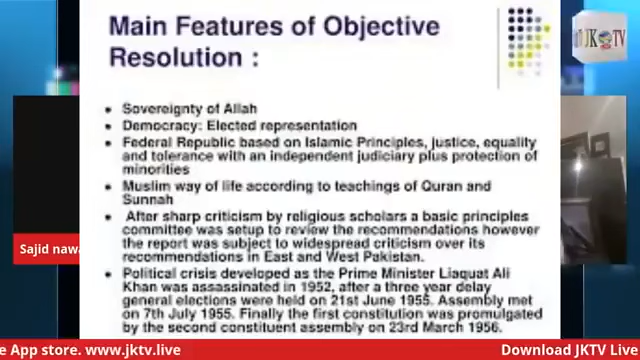 Main Features of Objective
Resolution :
JKTV
• Sovereignty of Allah
• Democracy: Elected representation
• Federal Republic based on Islamic Principles, justice, equality
and tolerance with an independent judiciary plus protection of
minorities
• Muslim way of life according to teachings of Quran and
Sunnah
• After sharp criticism by religious scholars a basic principles
committee was setup to review the recommendations however
the report was subject to widespread criticism over its
recommendations in East and West Pakistan.
• Political crisis developed as the Prime Minister Liaquat Ali
Khan was assassinated in 1952, after a three year delay
general elections were held on 21st June 1955. Assembly met
on 7th July 1955. Finally the first constitution was promulgated
by the second constituent assembly on 23rd March 1956.
Sajid nawa
e App store. www.jktv.live
Download JKTV Live